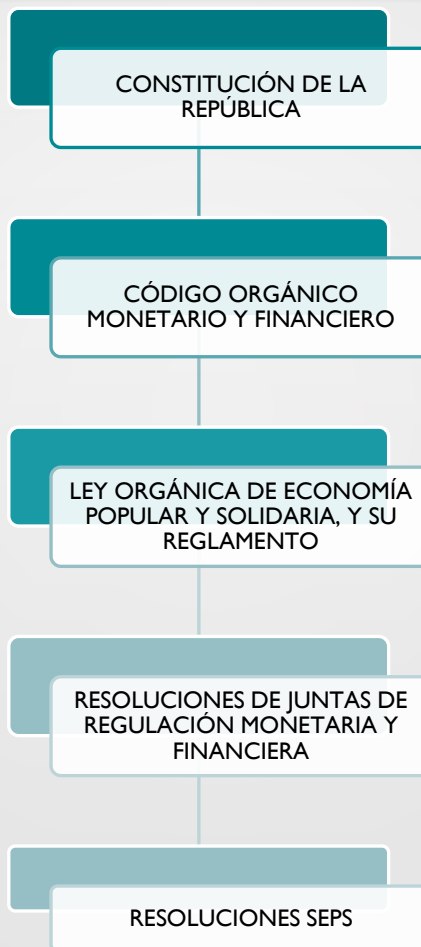 CONSTITUCIÓN DE LA
REPÚBLICA
CÓDIGO ORGÁNICO
MONETARIO Y FINANCIERO
LEY ORGÁNICA DE ECONOMÍA
POPULAR Y SOLIDARIA, Y SU
REGLAMENTO
RESOLUCIONES DE JUNTAS DE
REGULACIÓN MONETARIA Y
FINANCIERA
RESOLUCIONES SEPS